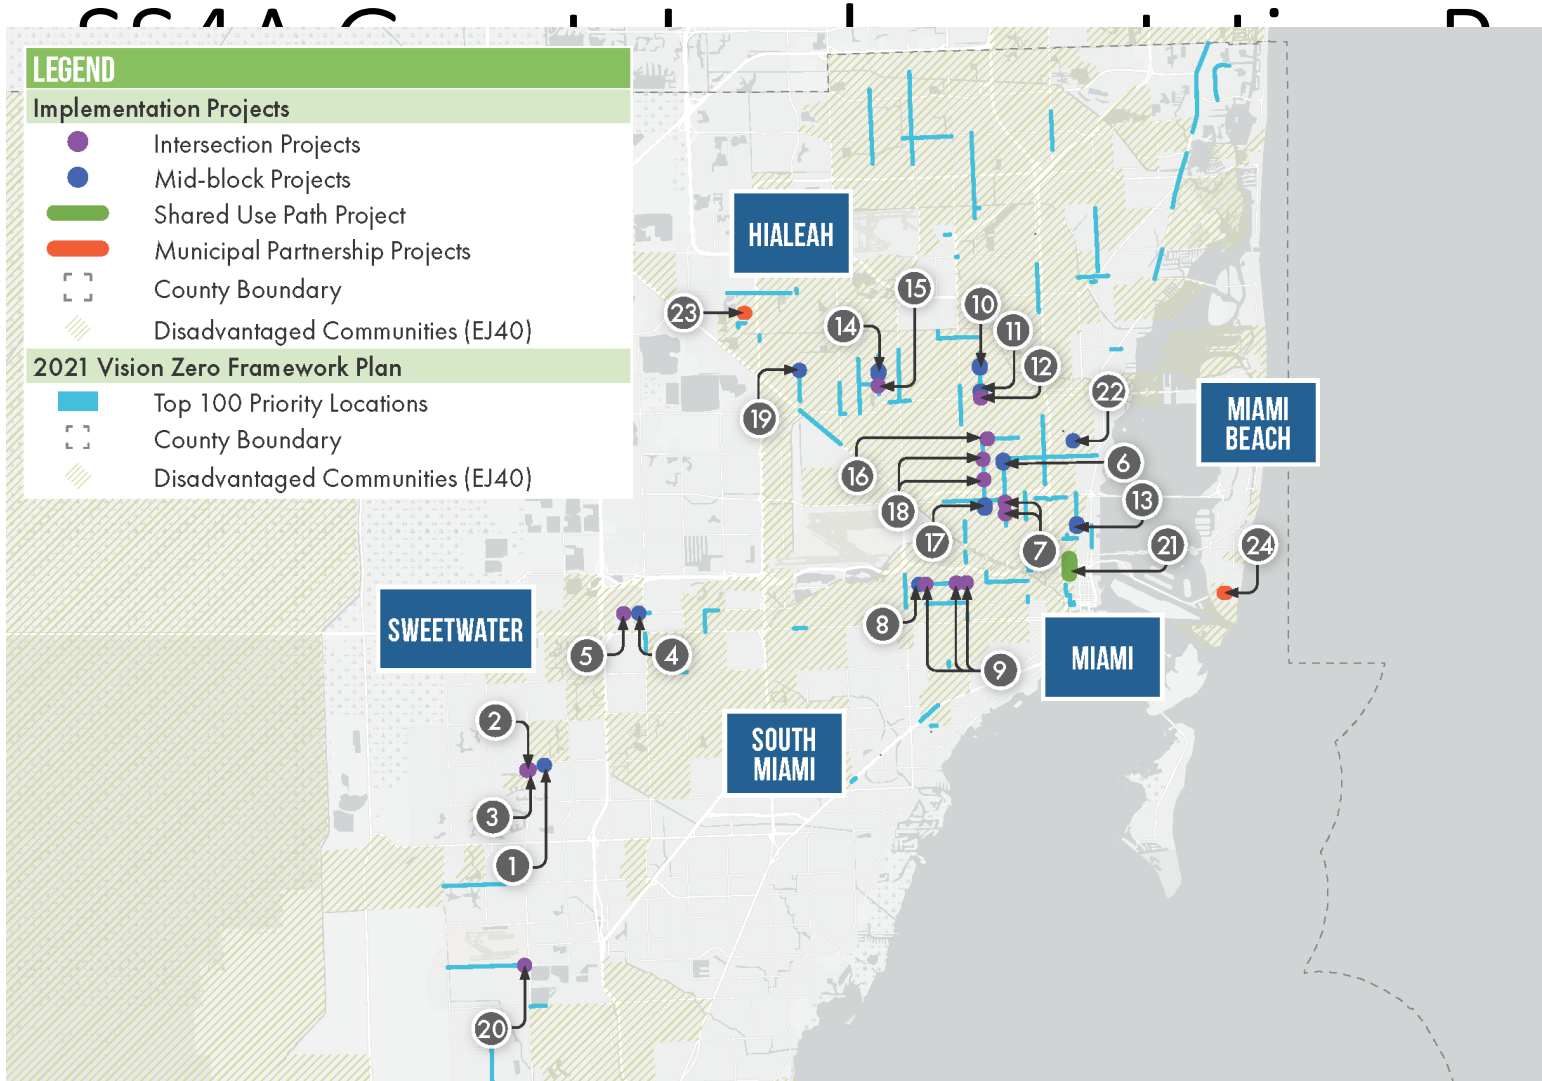 LEGEND
Implementation Projects
Intersection Projects
Mid-block Projects
Shared Use Path Project
Municipal Partnership Projects
County Boundary
Disadvantaged Communities (EJ40)
2021 Vision Zero Framework Plan
Top 100 Priority Locations
County Boundary
Disadvantaged Communities (EJ40)
HIALEAH
15
23
10
14
11
12
19
22
MIAMI
BEACH
16
6
18
13
17
7
21
24
SWEETWATER
8
5
4
9
MIAMI
2
SOUTH
MIAMI
3
1
20